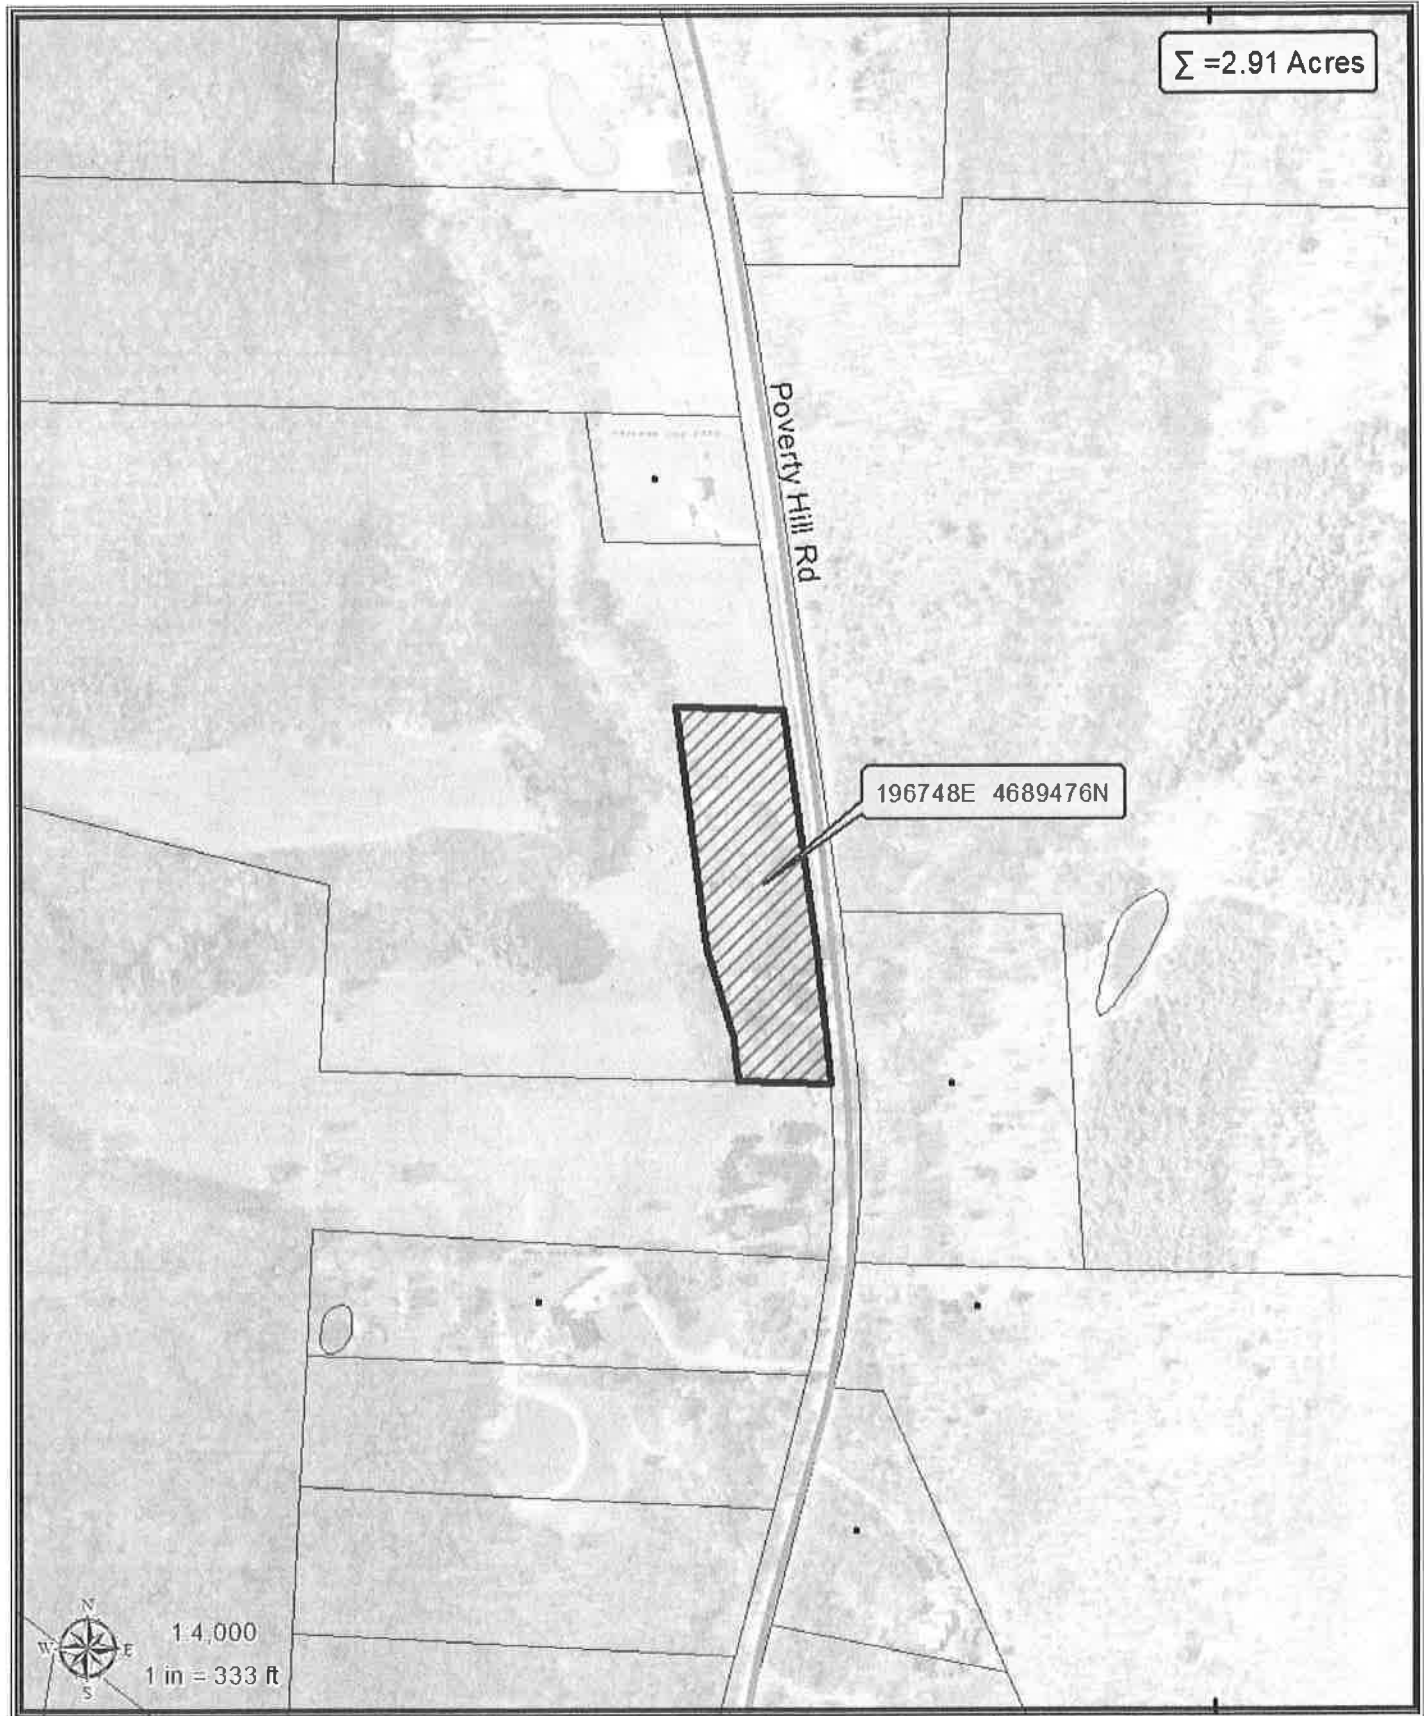 ∑ =2.91 Acres
Poverty Hill Rd
196748E 4689476N
N
W E
S
1:4,000
1 in = 333 ft